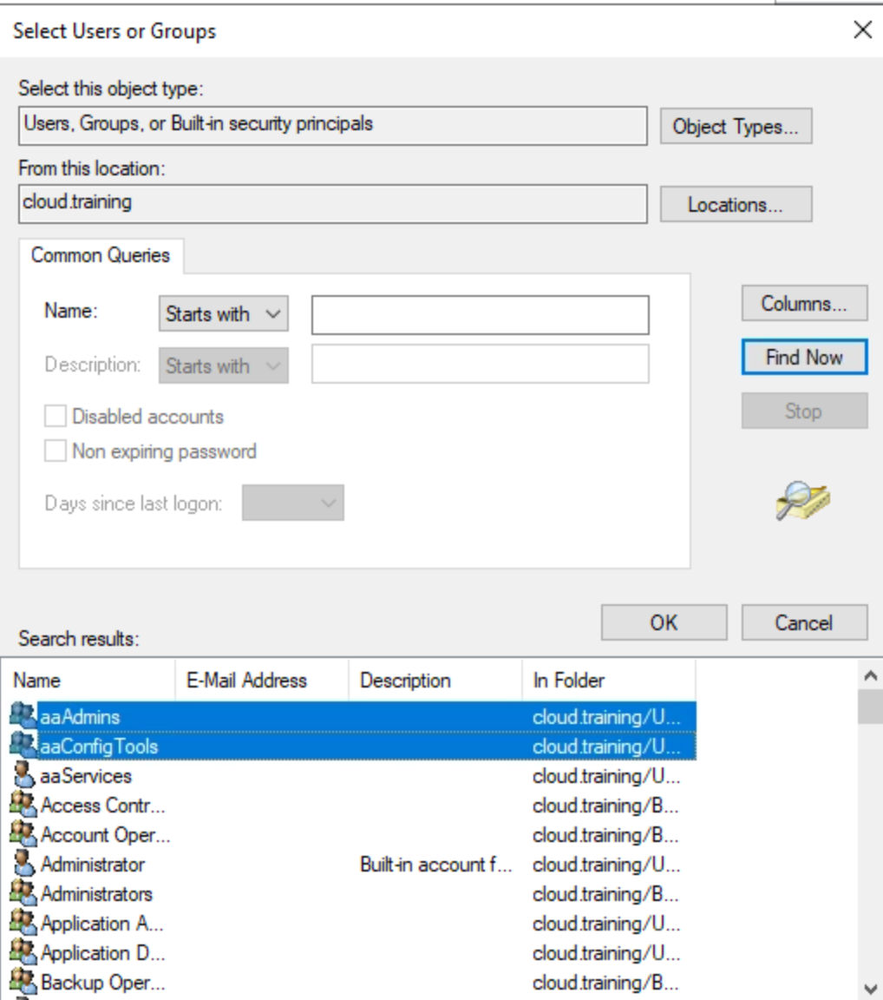 Select Users or Groups
Select this object type:
Users, Groups, or Built-in security principals
Object Types...
From this location:
cloud.training
Locations...
Common Queries
Name:
Starts with
Columns...
Description:
Starts with
Find Now
Disabled accounts
Stop
Non expiring password
Days since last logon:
OK
Cancel
Search results:
Name E-Mail Address Description In Folder
aaAdmins cloud.training/U...
aaConfigTools cloud.training/U...
aaServices cloud.training/U...
Access Contr... cloud.training/B...
Account Oper... cloud.training/B...
Administrator Built-in account f... cloud.training/U...
Administrators cloud.training/B...
Application A... cloud.training/U...
Application D... cloud.training/U...
Backup Oper... cloud.training/B...